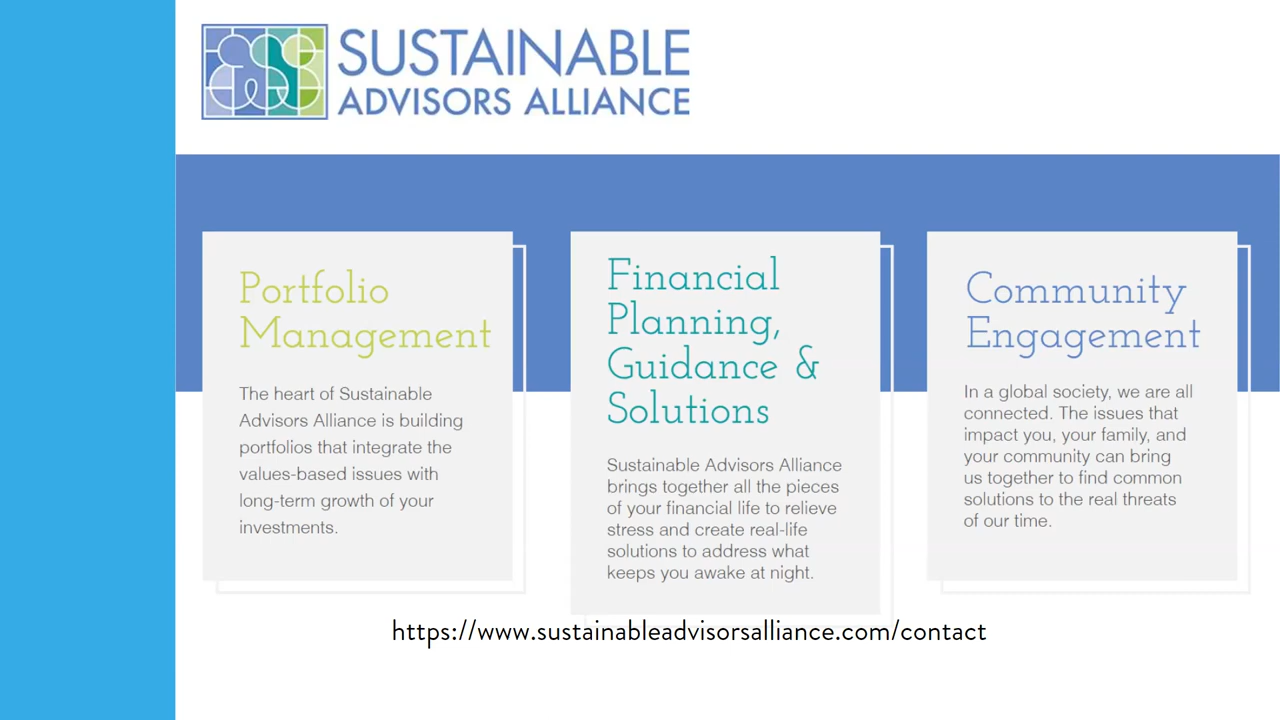 SUSTAINABLE
ADVISORS ALLIANCE
Portfolio
Management
The heart of Sustainable
Advisors Alliance is building
portfolios that integrate the
values-based issues with
long-term growth of your
investments.
Financial
Planning,
Guidance &
Solutions
Sustainable Advisors Alliance
brings together all the pieces
of your financial life to relieve
stress and create real-life
solutions to address what
keeps you awake at night.
Community
Engagement
In a global society, we are all
connected. The issues that
impact you, your family, and
your community can bring
us together to find common
solutions to the real threats
of our time.
https://www.sustainableadvisorsalliance.com/contact